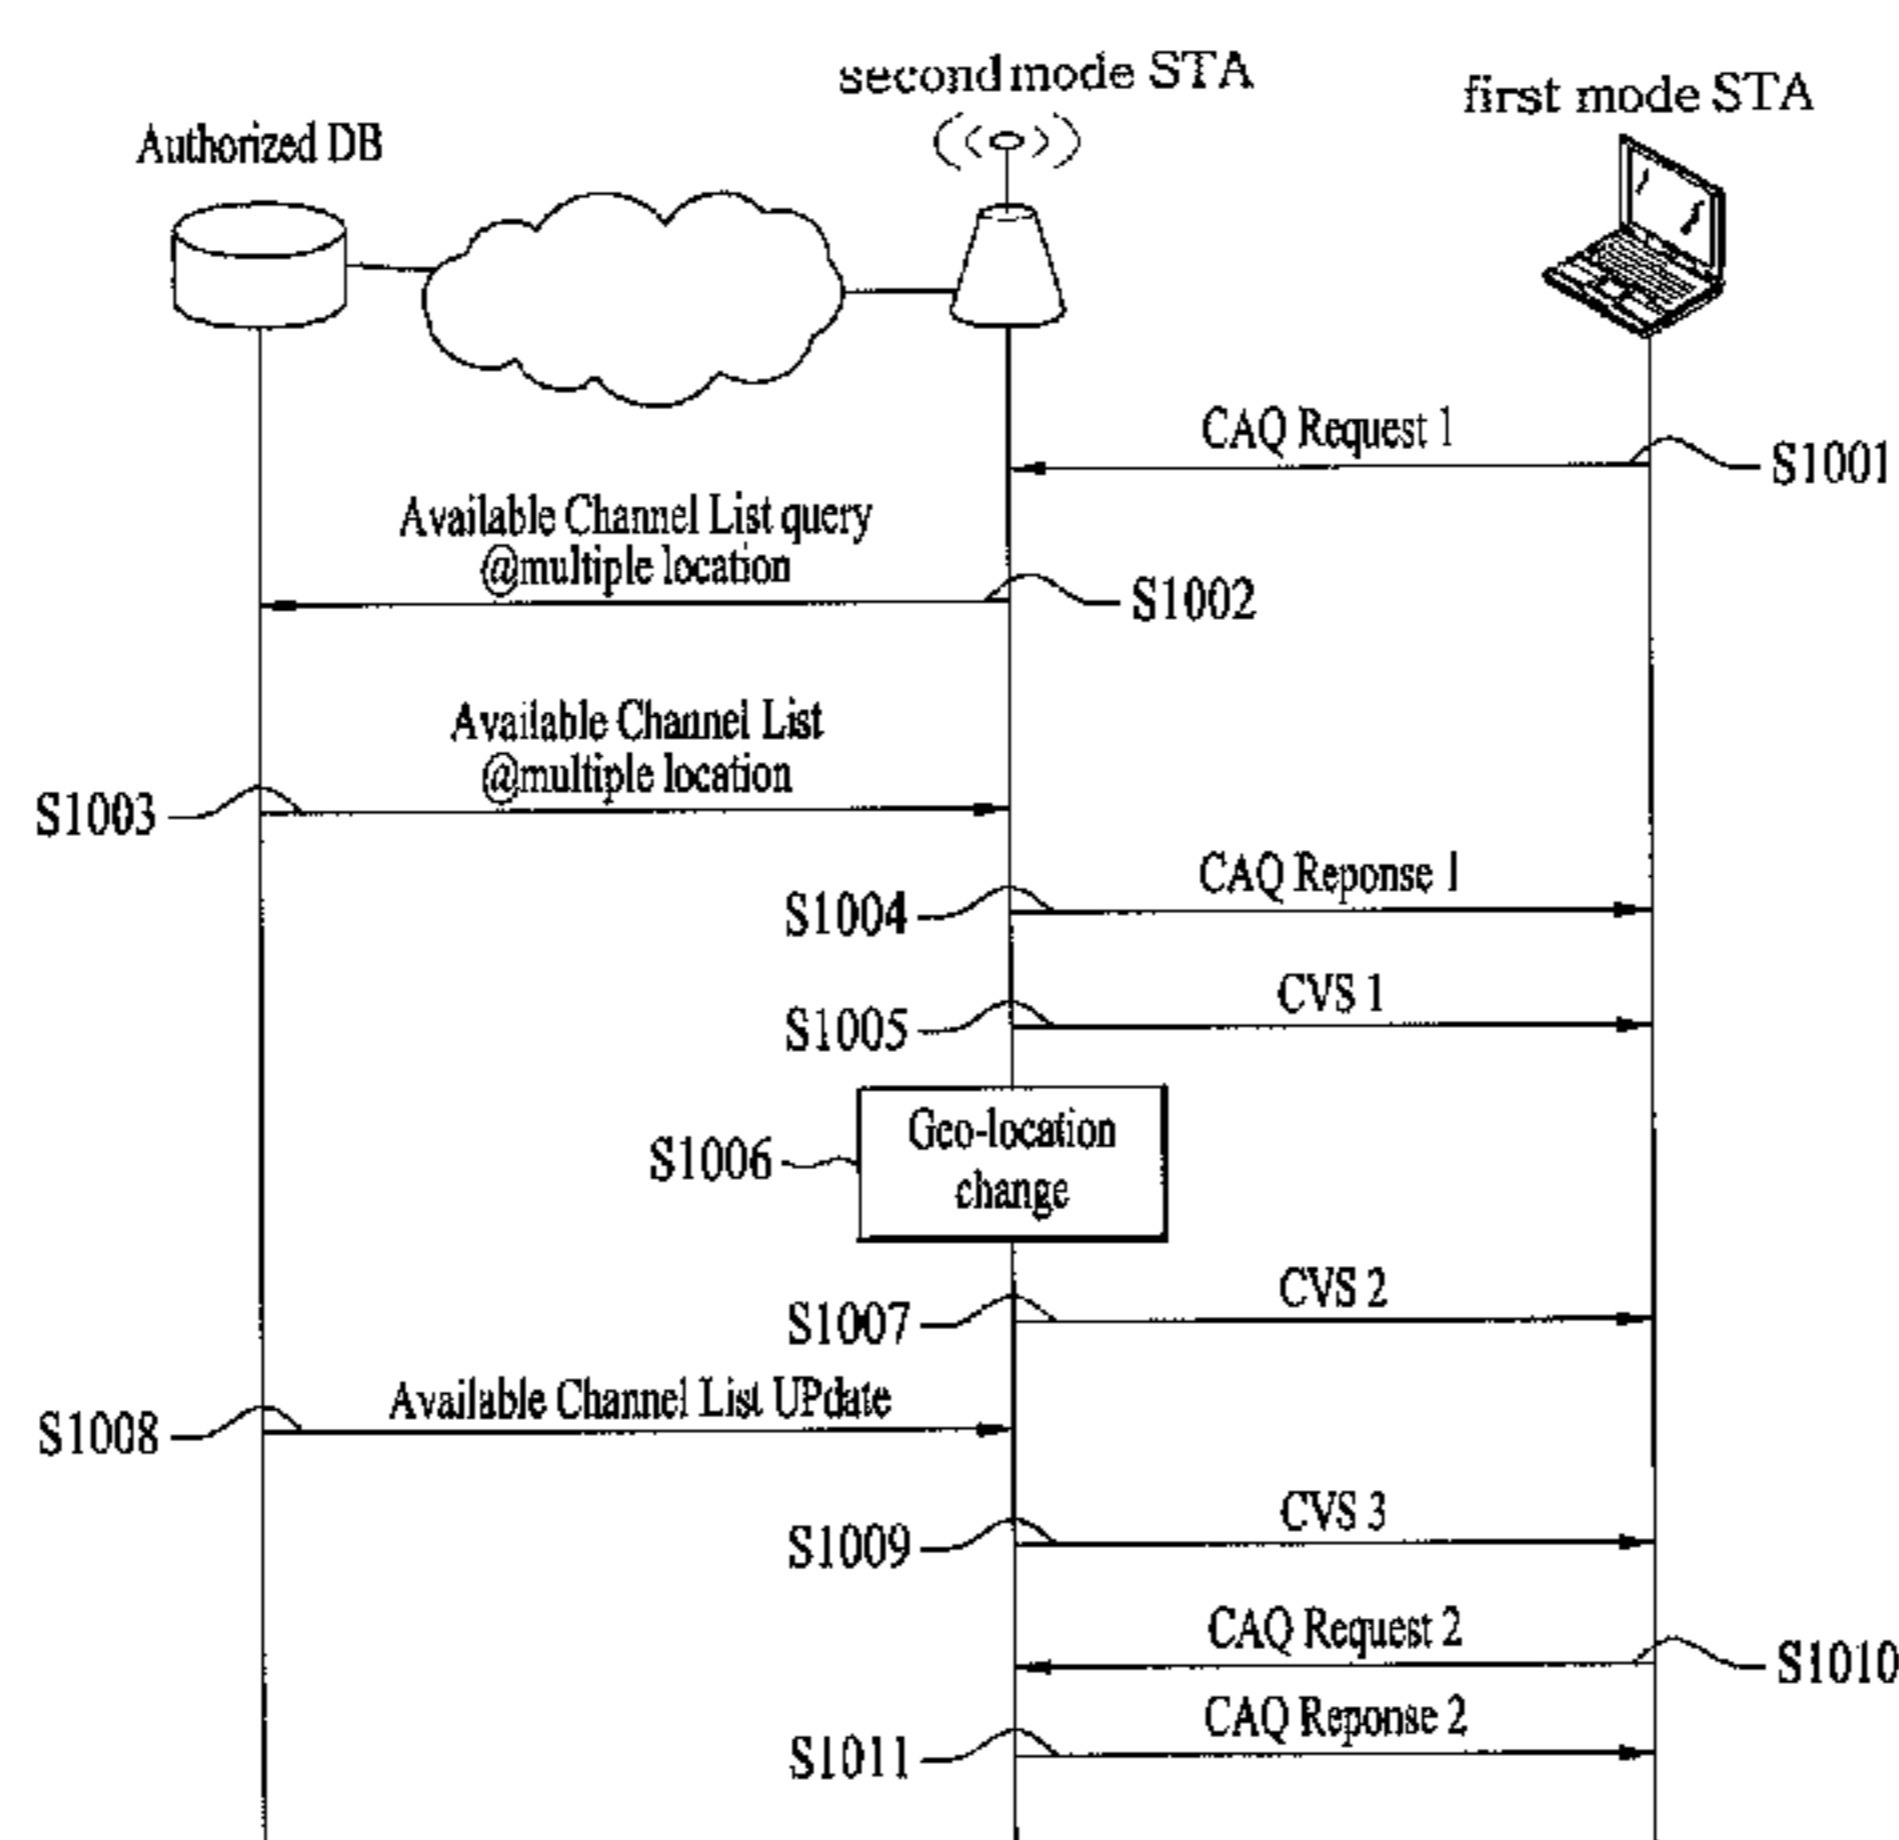 second mode STA
first mode STA
Authorized DB
CAQ Request 1
S1001
Available Channel List query
@multiple location
S1002
Available Channel List
@multiple location
S1003
CAQ Reponse 1
S1004
CVS 1
S1005
Geo-location
change
S1006
CVS 2
S1007
Available Channel List UPdate
S1008
CVS 3
S1009
CAQ Request 2
S1010
CAQ Reponse 2
S1011